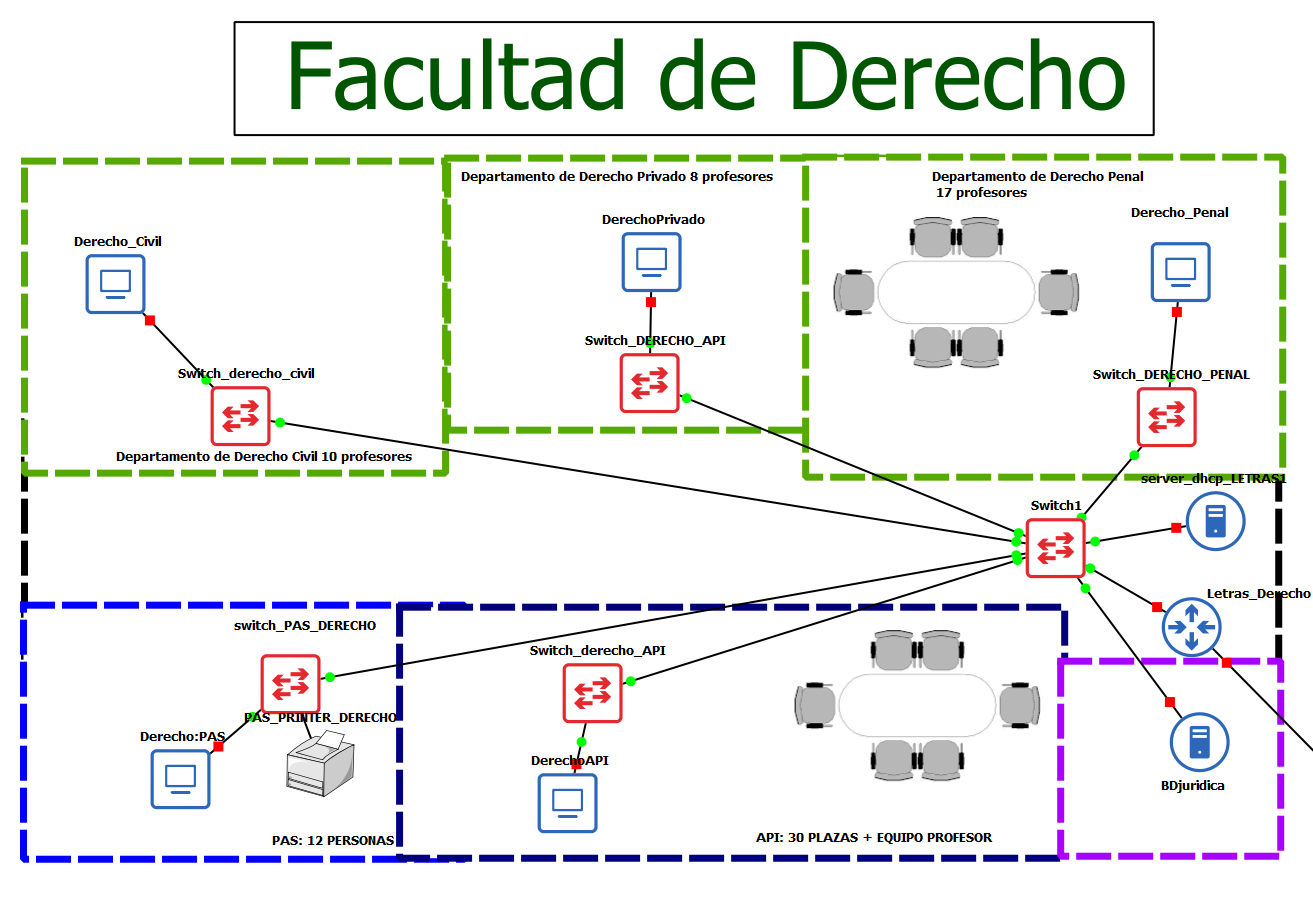 Facultad de Derecho
Departamento de Derecho Privado 8 profesores
Departamento de Derecho Penal
17 profesores
Derecho_Civil
DerechoPrivado
Derecho_Penal
Switch_derecho_civil
Switch_DERECHO_API
Switch_DERECHO_PENAL
Departamento de Derecho Civil 10 profesores
server_dhcp_LETRAS1
Switch1
Letras_Derecho
switch_PAS_DERECHO
Switch_derecho_API
PAS_PRINTER_DERECHO
Derecho:PAS
DerechoAPI
BDjuridica
PAS: 12 PERSONAS
API: 30 PLAZAS + EQUIPO PROFESOR